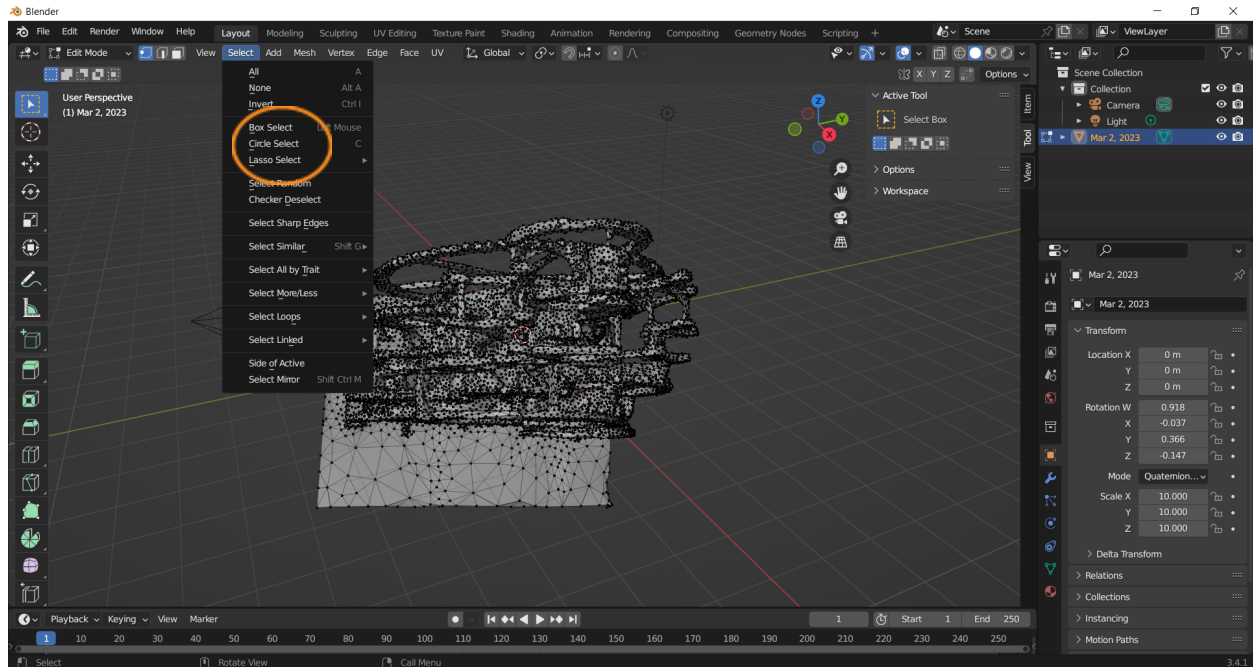 Blender
File Edit Render Window Help Layout Modeling Sculpting UV Editing Texture Paint Shading Animation Rendering Compositing Geometry Nodes Scripting + Scene ViewLayer
Edit Mode View Select Add Mesh Vertex Edge Face UV Global
X Y Z Options
User Perspective
(1) Mar 2, 2023
All A
None Alt A
Invert Ctrl I
Box Select Left Mouse
Circle Select C
Lasso Select
Select Random
Checker Deselect
Select Sharp Edges
Select Similar Shift G
Select All by Trait
Select More/Less
Select Loops
Select Linked
Side of Active
Select Mirror Shift Ctrl M
Z
Y
X
Active Tool
Select Box
Options
Workspace
Item
Tool
View
Scene Collection
Collection
Camera
Light
Mar 2, 2023
Mar 2, 2023
Mar 2, 2023
Transform
Location X 0 m
Y 0 m
Z 0 m
Rotation W 0.918
X -0.037
Y 0.366
Z -0.147
Mode Quaternion...
Scale X 10.000
Y 10.000
Z 10.000
Delta Transform
Relations
Collections
Instancing
Motion Paths
Playback Keying View Marker 1 Start 1 End 250
1 10 20 30 40 50 60 70 80 90 100 110 120 130 140 150 160 170 180 190 200 210 220 230 240 250
Select Rotate View Call Menu 3.4.1